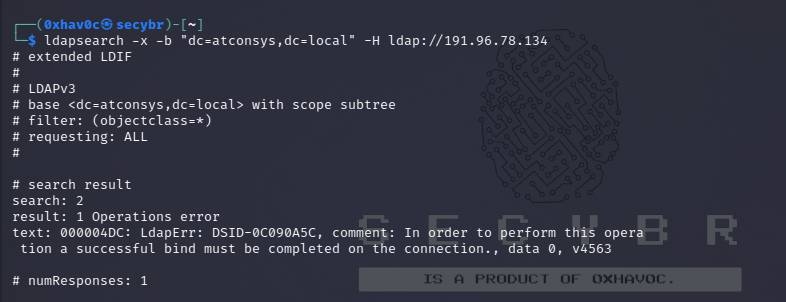 ┌──(0xhav0c㉿secybr)-[~]
└─$ ldapsearch -x -b "dc=atconsys,dc=local" -H ldap://191.96.78.134
# extended LDIF
#
# LDAPv3
# base <dc=atconsys,dc=local> with scope subtree
# filter: (objectclass=*)
# requesting: ALL
#
# search result
search: 2
result: 1 Operations error
text: 000004DC: LdapErr: DSID-0C090A5C, comment: In order to perform this opera
 tion a successful bind must be completed on the connection., data 0, v4563
# numResponses: 1
SECYBR
IS A PRODUCT OF 0XHAVOC.